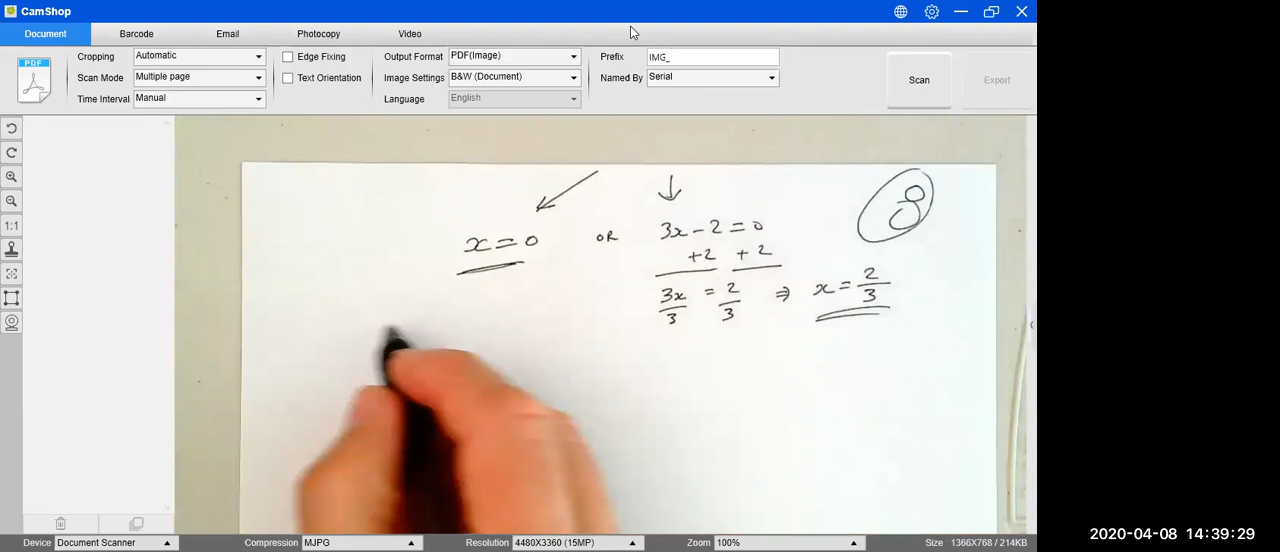 CamShop
Document Barcode Email Photocopy Video
PDF
Cropping Automatic
Scan Mode Multiple page
Time Interval Manual
Edge Fixing
Text Orientation
Output Format PDF(Image)
Image Settings B&W (Document)
Language English
Prefix IMG_
Named By Serial
Scan
Export
1:1
8
x = 0 OR 3x - 2 = 0
+2 +2
3x/3 = 2/3 ⇒ x = 2/3
Device Document Scanner Compression MJPG Resolution 4480X3360 (15MP) Zoom 100% Size 1366X768 / 214KB
2020-04-08 14:39:29